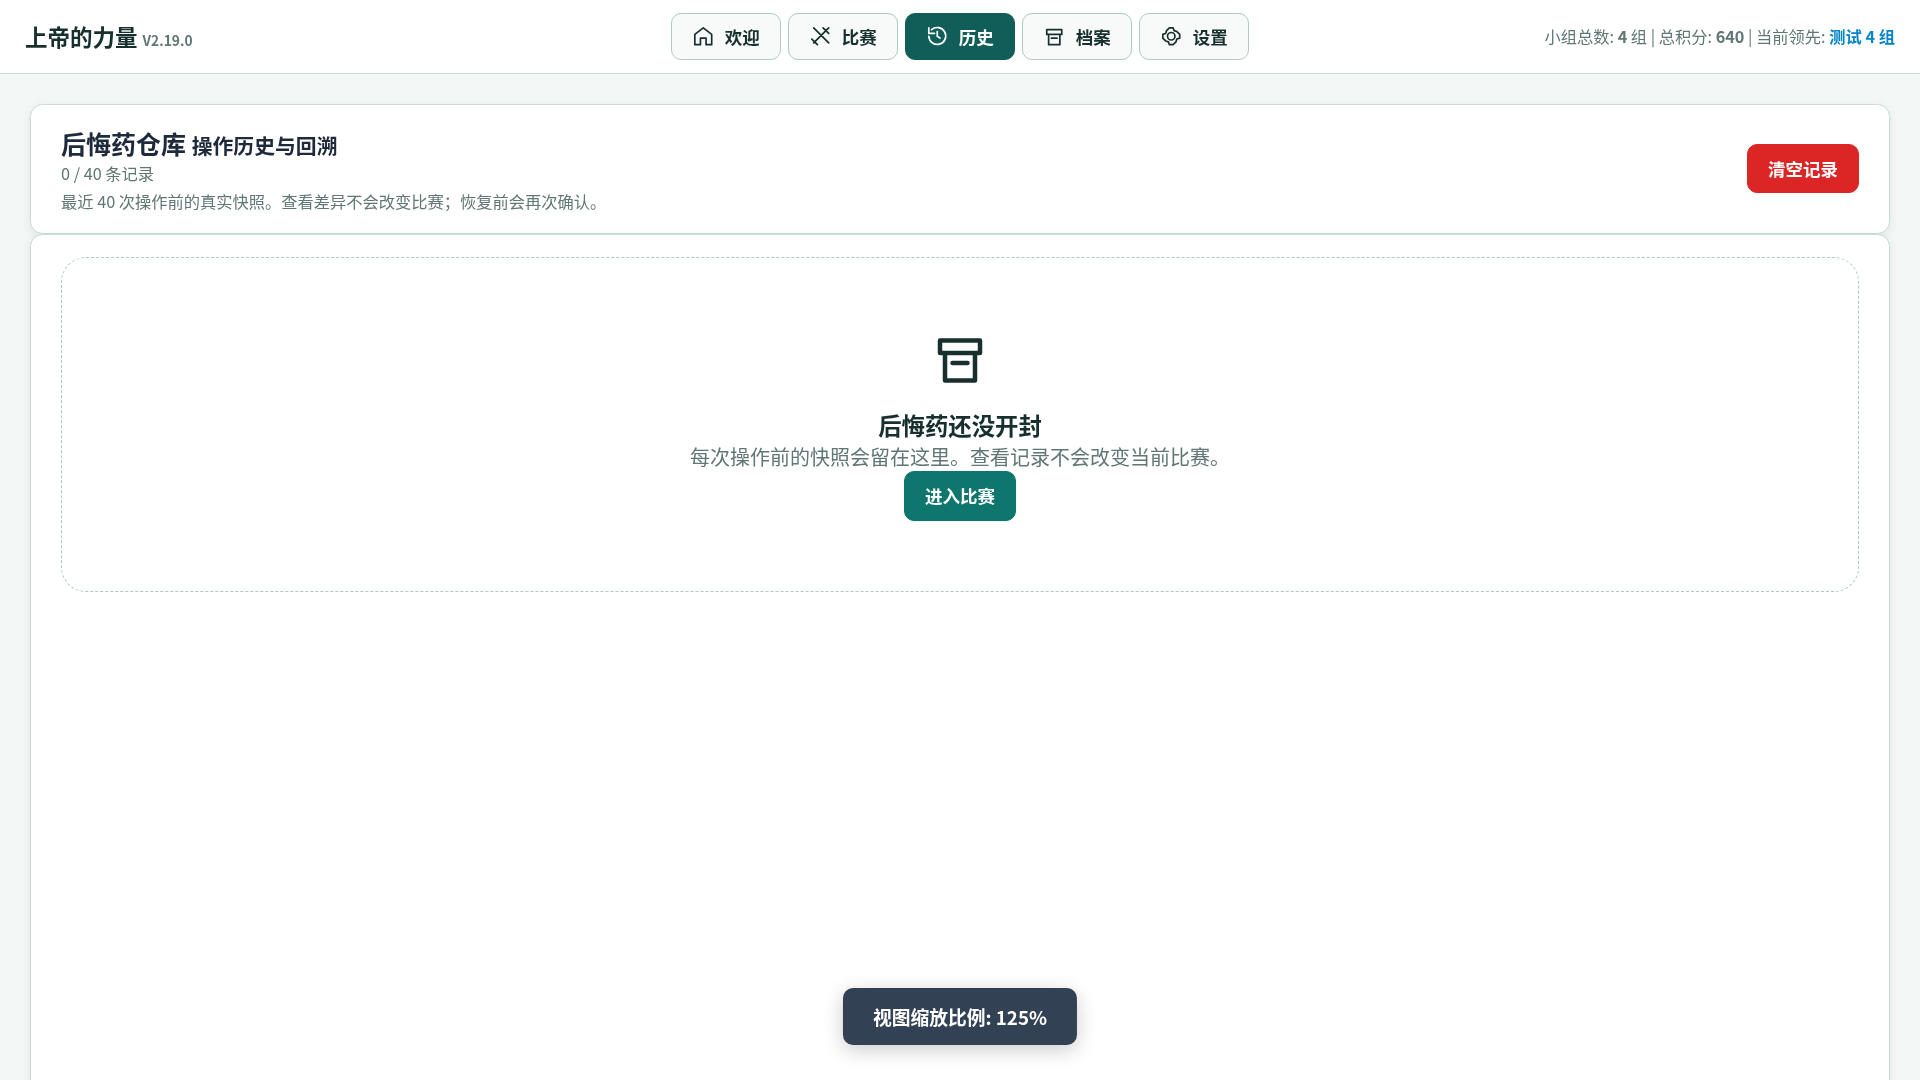 上帝的力量 V2.19.0
欢迎
比赛
历史
档案
设置
小组总数: 4 组 | 总积分: 640 | 当前领先: 测试 4 组
后悔药仓库 操作历史与回溯
0 / 40 条记录
最近 40 次操作前的真实快照。查看差异不会改变比赛；恢复前会再次确认。
清空记录
后悔药还没开封
每次操作前的快照会留在这里。查看记录不会改变当前比赛。
进入比赛
视图缩放比例: 125%